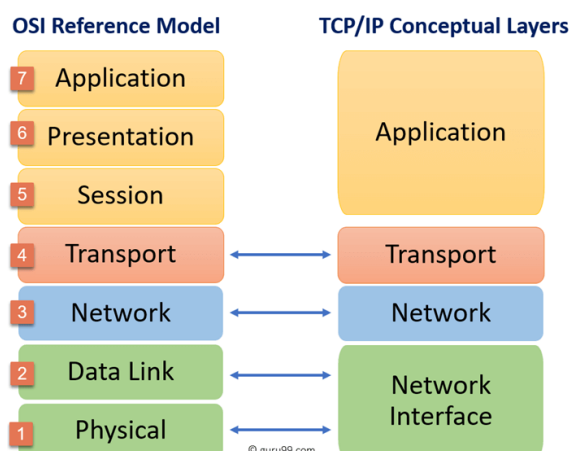 OSI Reference Model
TCP/IP Conceptual Layers
7 Application
6 Presentation
5 Session
Application
4 Transport
Transport
3 Network
Network
2 Data Link
1 Physical
Network
Interface
© guru99.com